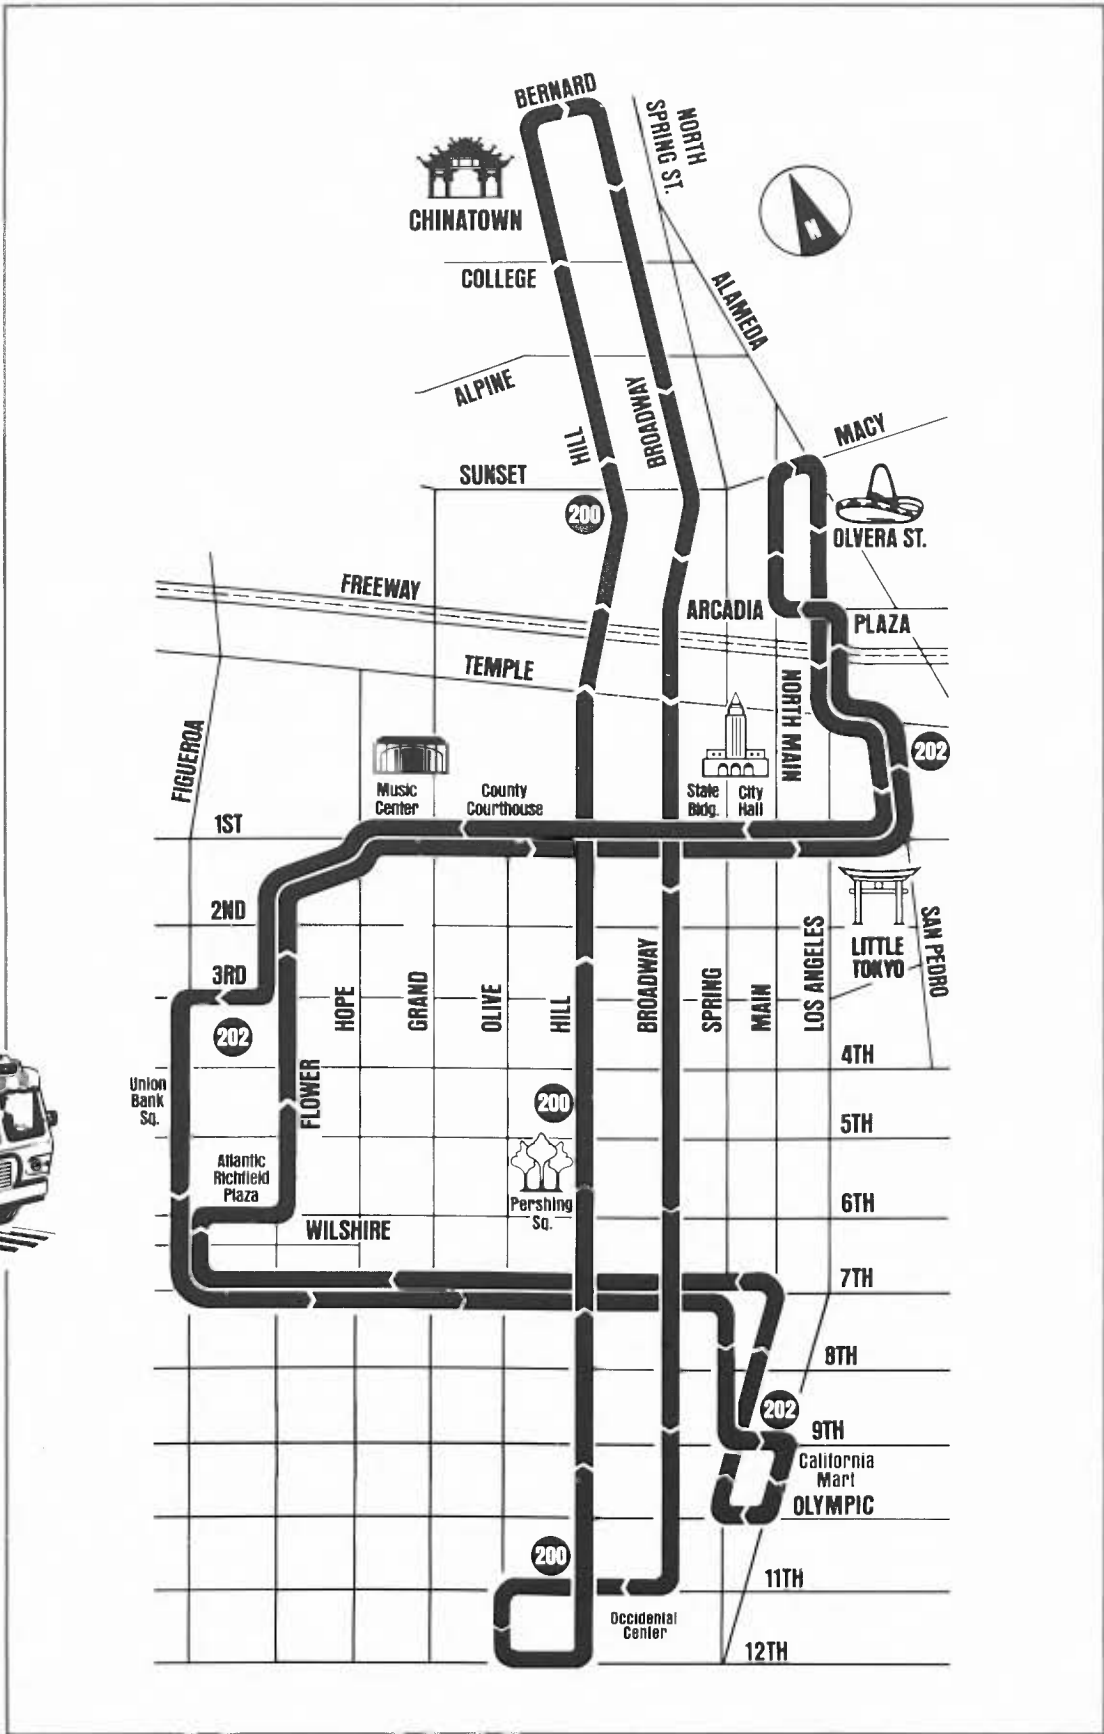 BERNARD
NORTH
SPRING ST.
CHINATOWN
N
COLLEGE
ALAMEDA
ALPINE
BROADWAY
HILL
MACY
SUNSET
200
OLVERA ST.
FREEWAY
ARCADIA
PLAZA
TEMPLE
NORTH MAIN
FIGUEROA
202
Music
Center
County
Courthouse
State
Bldg.
City
Hall
1ST
2ND
LITTLE
TOKYO
SAN PEDRO
3RD
HOPE
GRAND
OLIVE
HILL
BROADWAY
SPRING
MAIN
LOS ANGELES
202
4TH
Union
Bank
Sq.
FLOWER
200
5TH
Atlantic
Richfield
Plaza
Pershing
Sq.
6TH
WILSHIRE
7TH
8TH
202
9TH
California
Mart
OLYMPIC
200
11TH
Occidental
Center
12TH